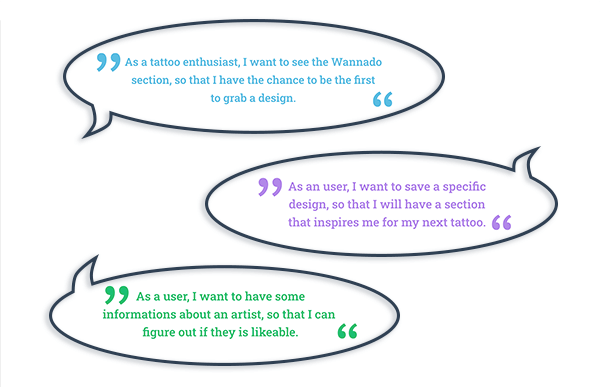 ”As a tattoo enthusiast, I want to see the Wannado
section, so that I have the chance to be the first
to grab a design. “
”As an user, I want to save a specific
design, so that I will have a section
that inspires me for my next tattoo. “
”As a user, I want to have some
informations about an artist, so that I can
figure out if they is likeable. “